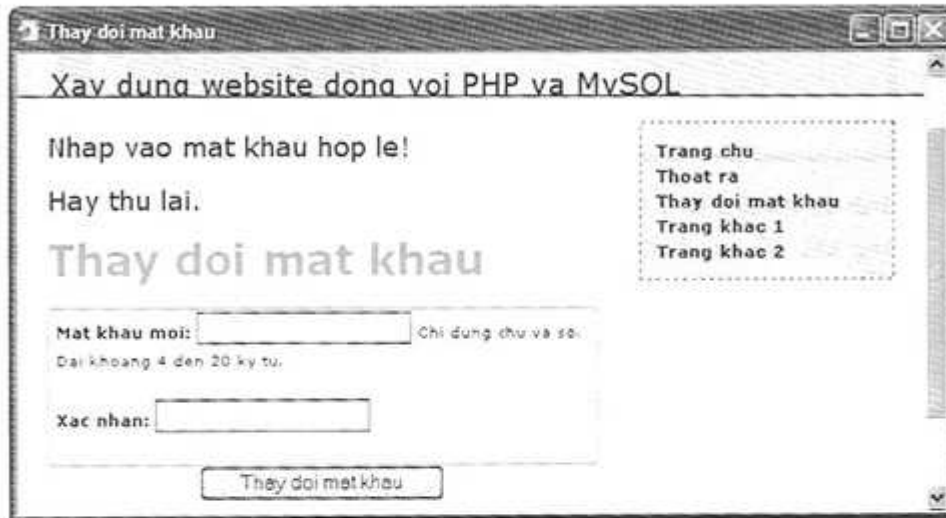 Thay doi mat khau
Xay dung website dong voi PHP va MySQL
Nhap vao mat khau hop le!
Hay thu lai.
Thay doi mat khau
Mat khau moi: Chi dung chu va so.
Dai khoang 4 den 20 ky tu.
Xac nhan:
Thay doi mat khau
Trang chu
Thoat ra
Thay doi mat khau
Trang khac 1
Trang khac 2